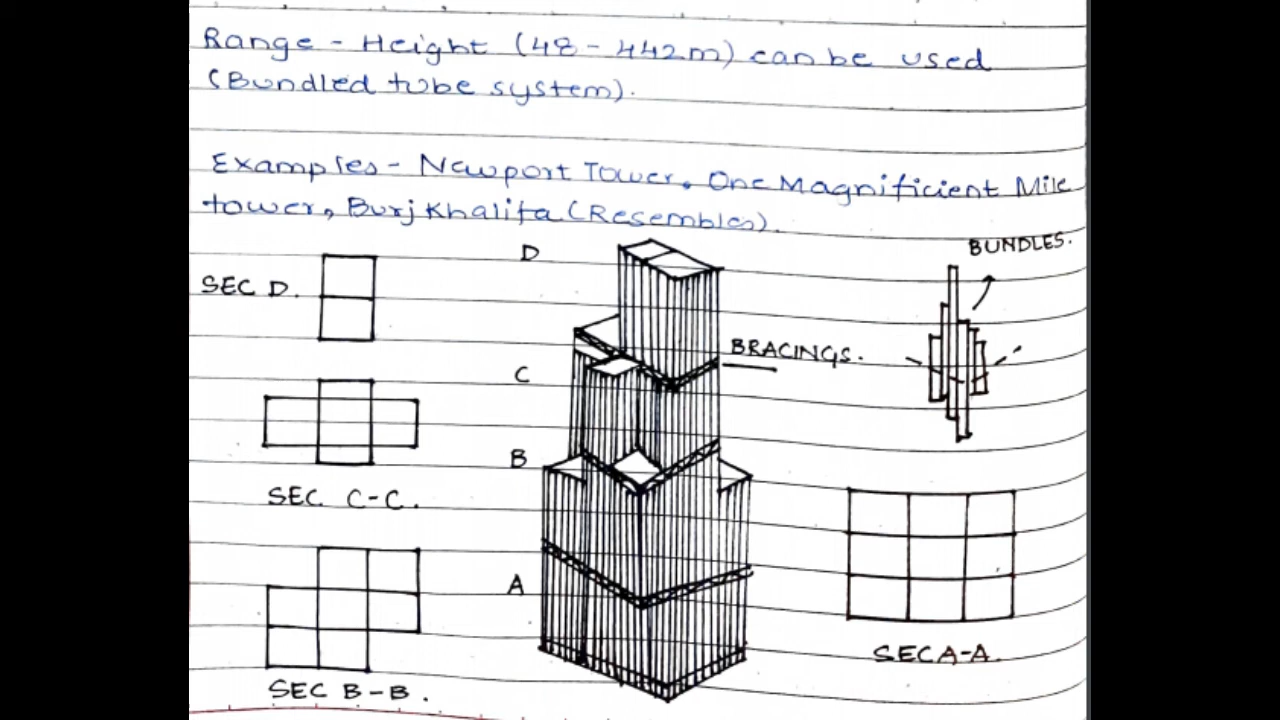 Range - Height (48 - 442m) can be used
(Bundled tube system).
Examples - Newport Tower, One Magnificient Mile
tower, Burj Khalifa (Resembles).
BUNDLES.
D
SEC D.
BRACINGS.
C
B
SEC C-C.
A
SEC A-A.
SEC B-B.